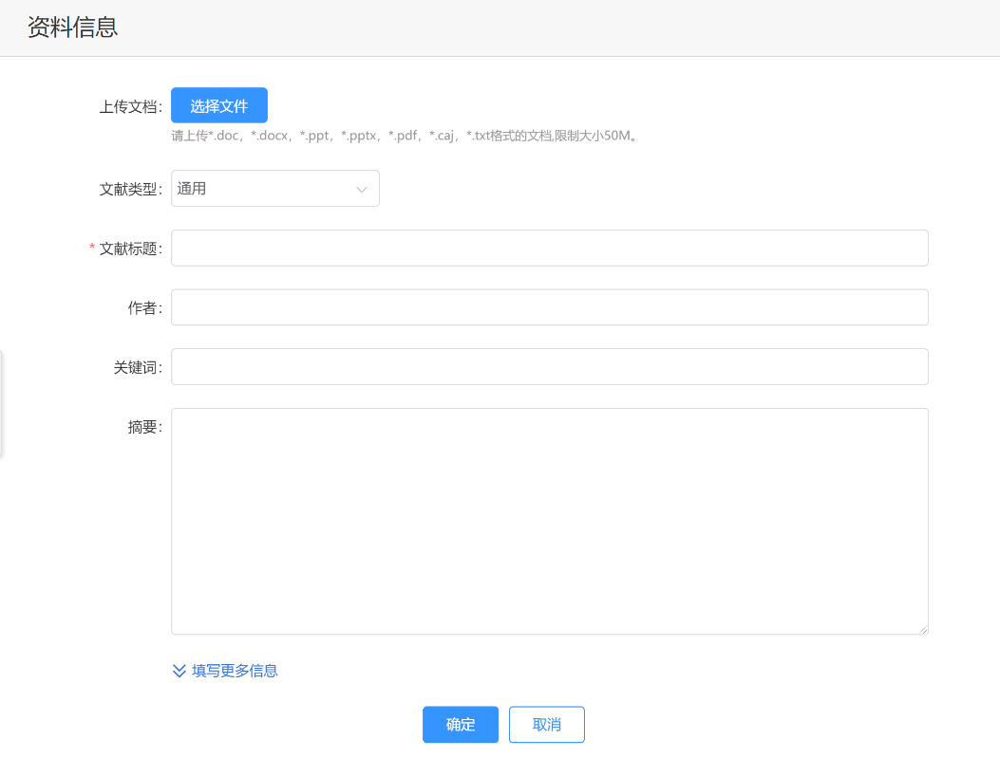 资料信息
上传文档: 选择文件
请上传*.doc，*.docx，*.ppt，*.pptx，*.pdf，*.caj，*.txt格式的文档,限制大小50M。
文献类型: 通用
* 文献标题:
作者:
关键词:
摘要:
填写更多信息
确定 取消